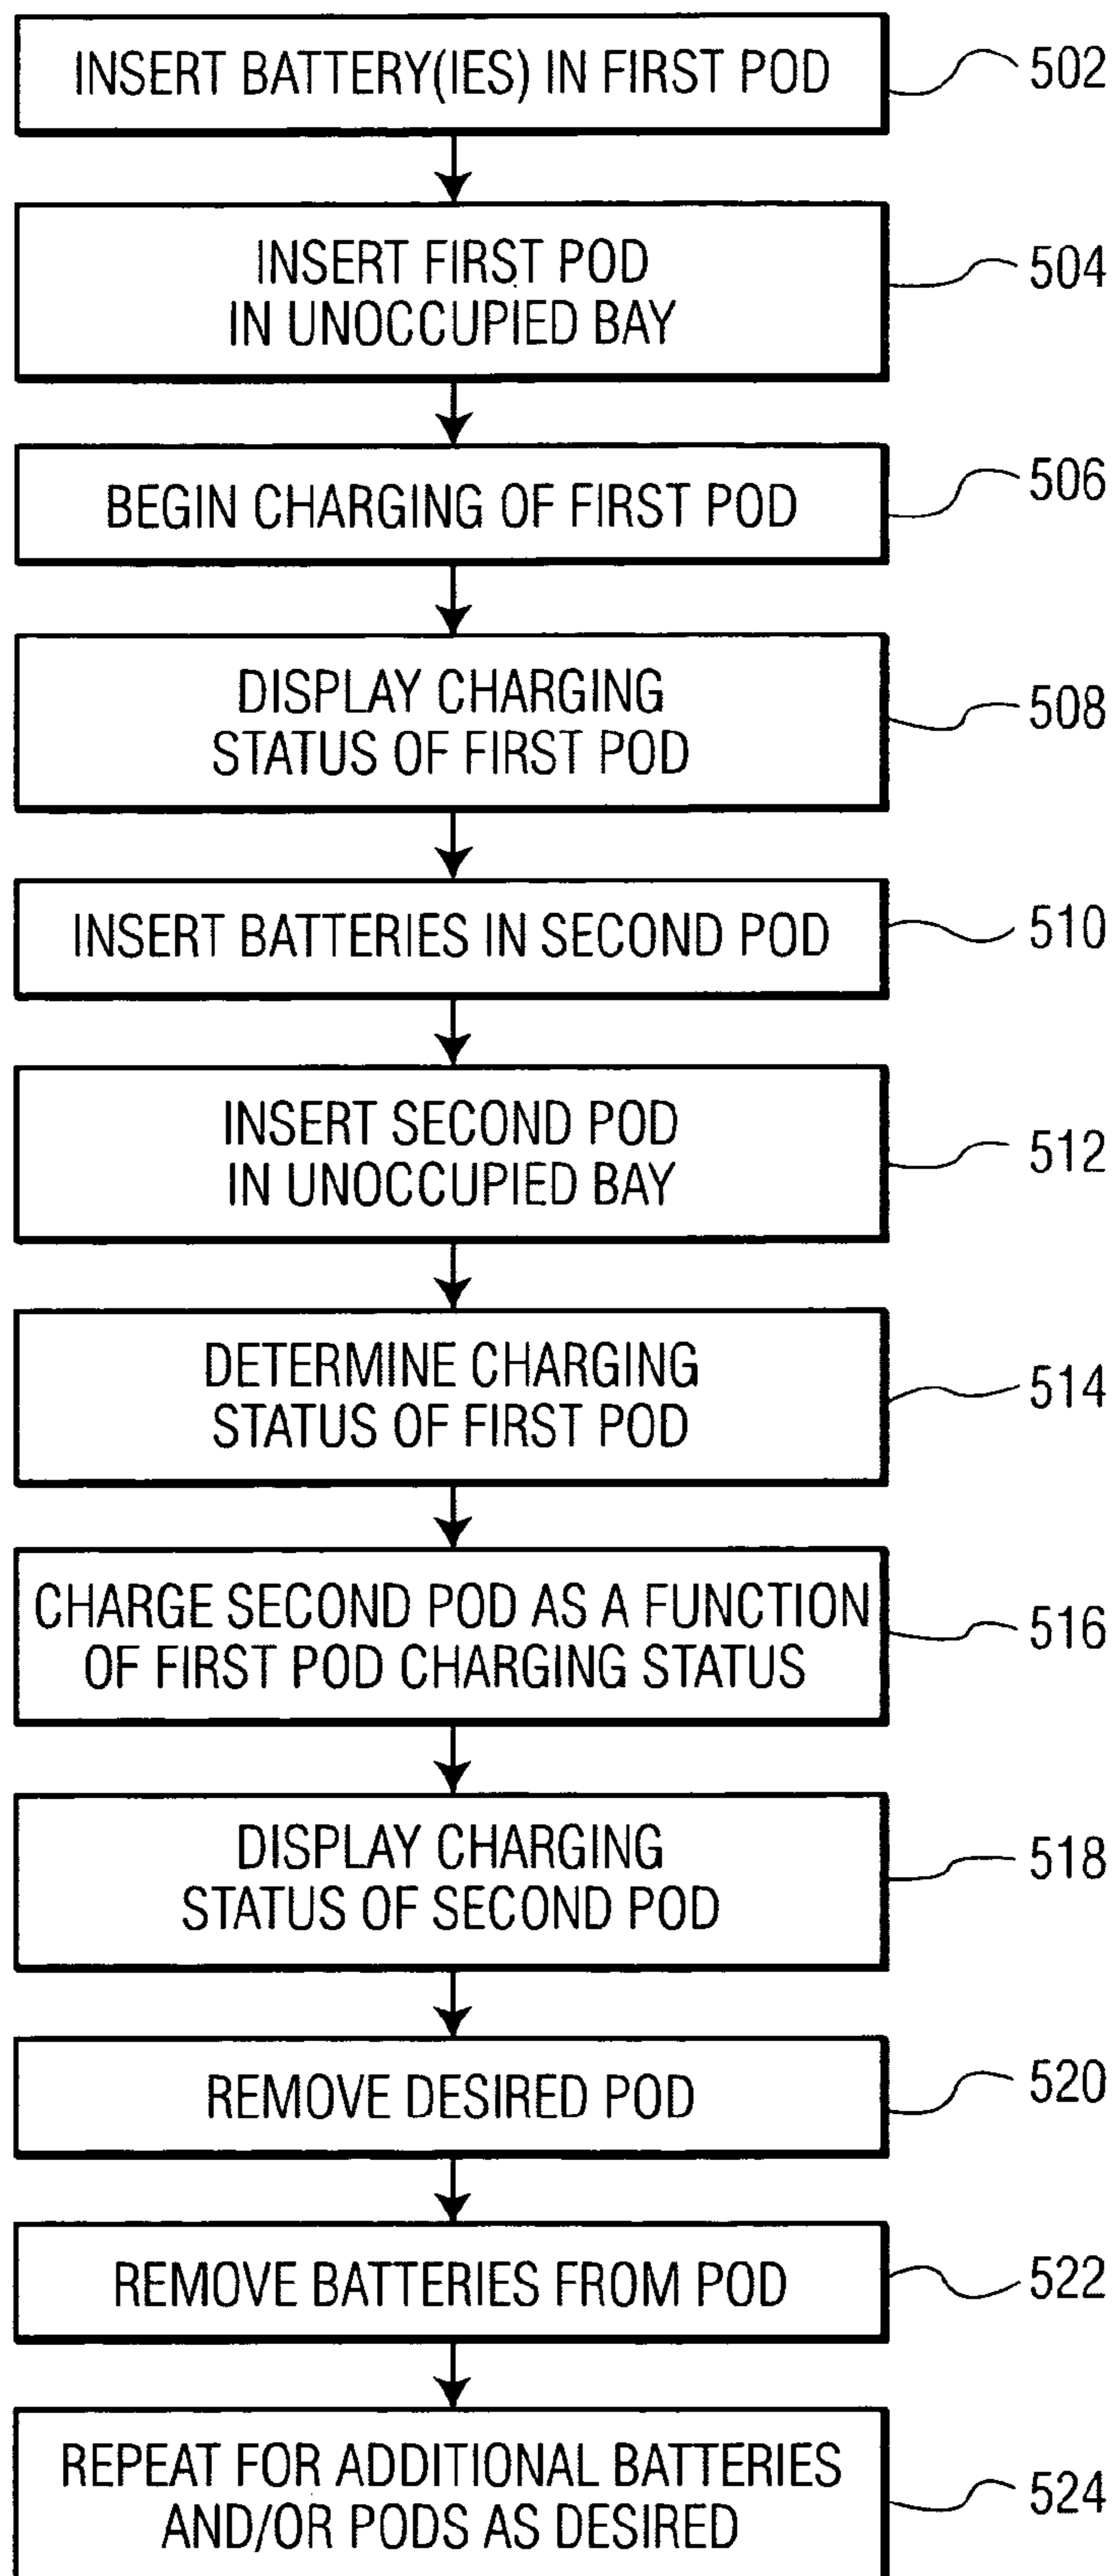 INSERT BATTERY(IES) IN FIRST POD
502
INSERT FIRST POD
IN UNOCCUPIED BAY
504
BEGIN CHARGING OF FIRST POD
506
DISPLAY CHARGING
STATUS OF FIRST POD
508
INSERT BATTERIES IN SECOND POD
510
INSERT SECOND POD
IN UNOCCUPIED BAY
512
DETERMINE CHARGING
STATUS OF FIRST POD
514
CHARGE SECOND POD AS A FUNCTION
OF FIRST POD CHARGING STATUS
516
DISPLAY CHARGING
STATUS OF SECOND POD
518
REMOVE DESIRED POD
520
REMOVE BATTERIES FROM POD
522
REPEAT FOR ADDITIONAL BATTERIES
AND/OR PODS AS DESIRED
524